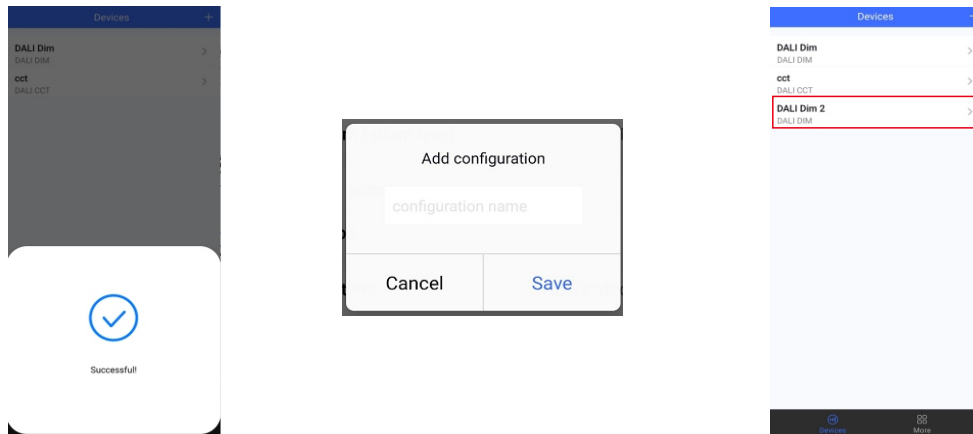 Devices
+
DALI Dim
DALI DIM
cct
DALI CCT
Successful!
Add configuration
configuration name
Cancel
Save
Devices
DALI Dim
DALI DIM
cct
DALI CCT
DALI Dim 2
DALI DIM
Devices
More